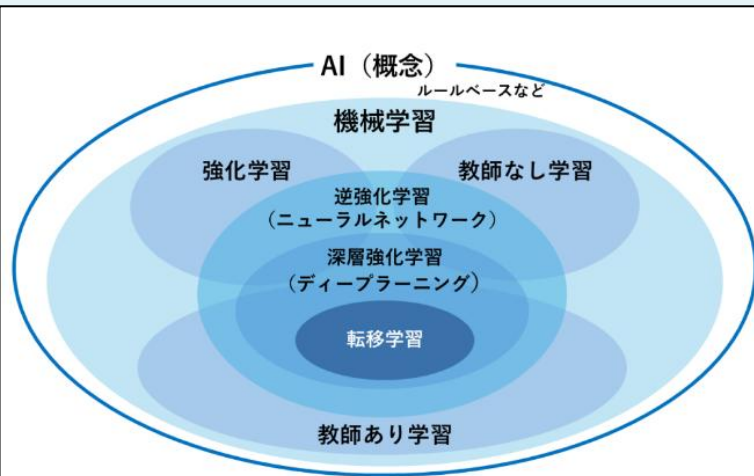 AI（概念）
ルールベースなど
機械学習
強化学習
教師なし学習
逆強化学習
（ニューラルネットワーク）
深層強化学習
（ディープラーニング）
転移学習
教師あり学習